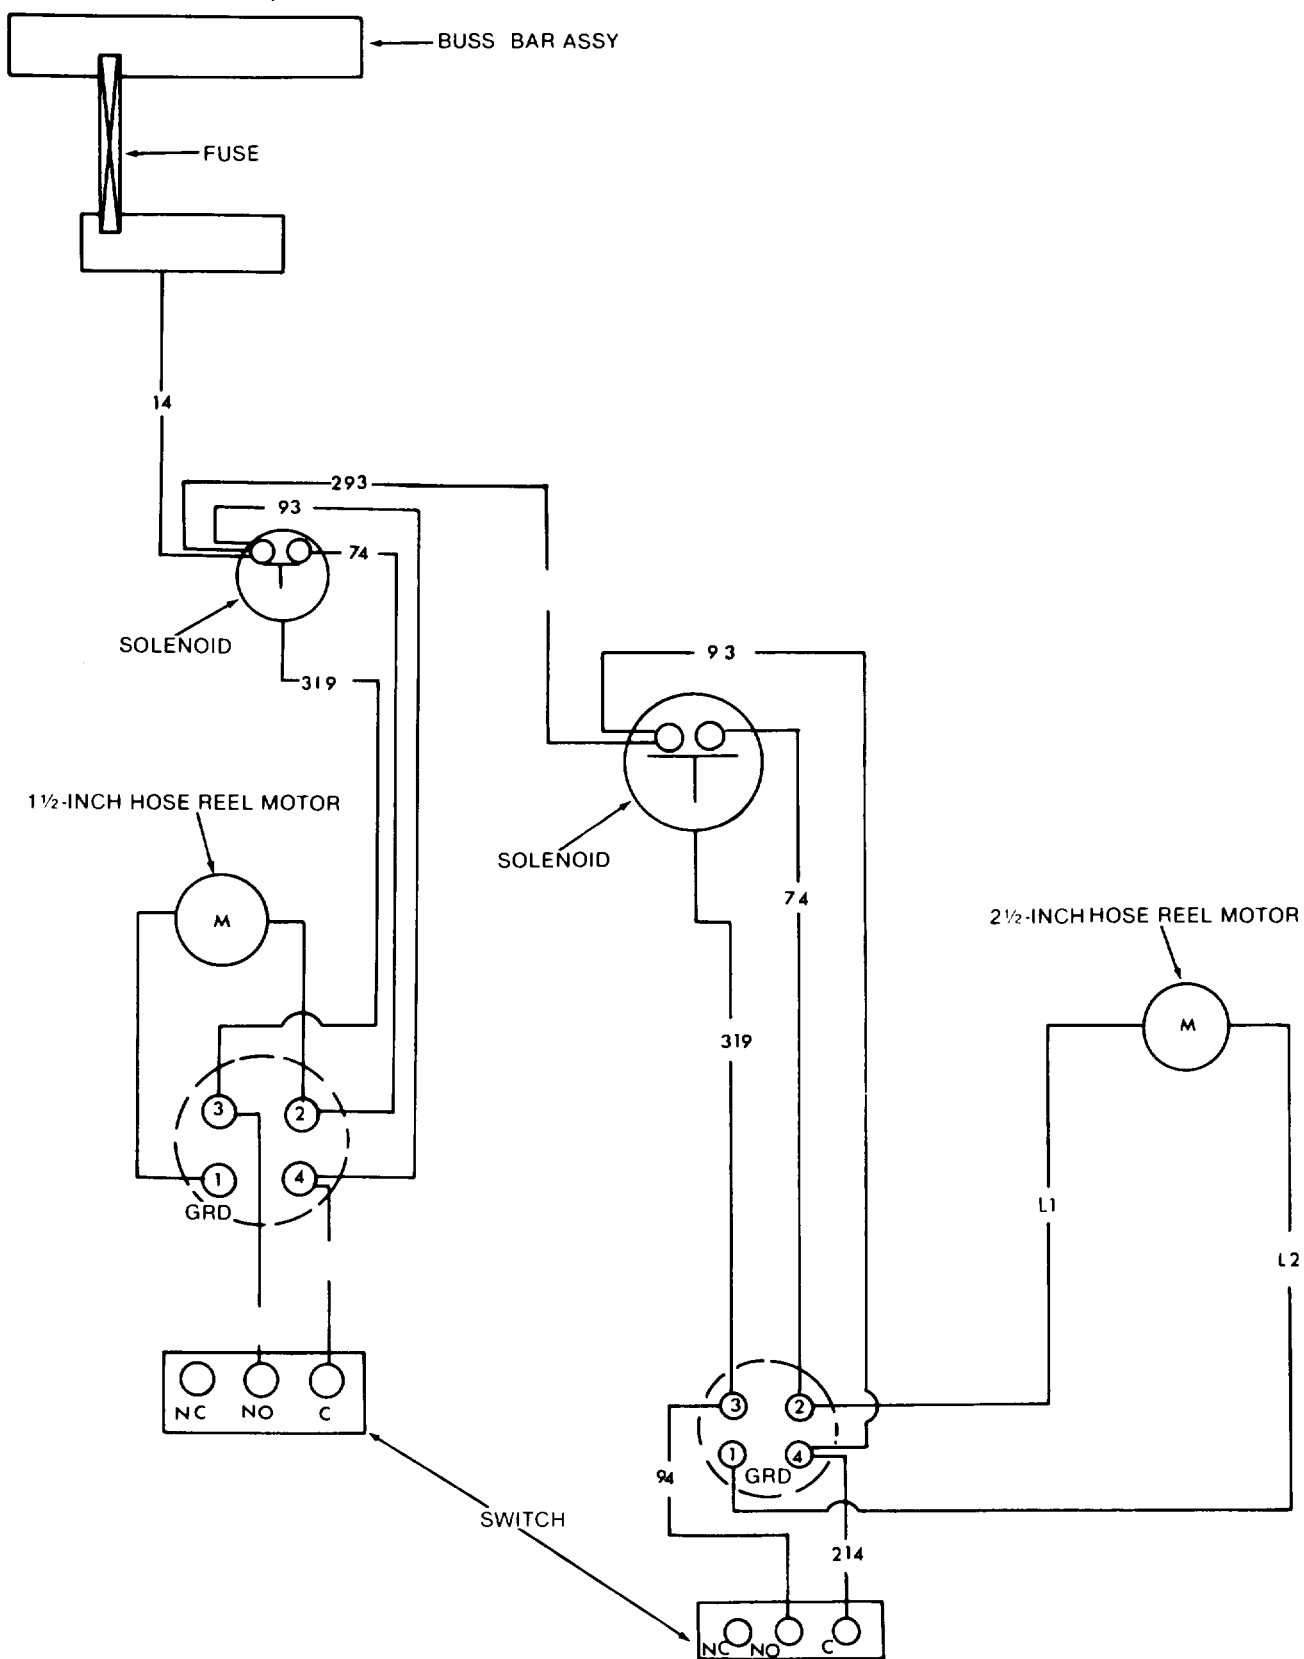 BUSS BAR ASSY
FUSE
14
293
93
74
SOLENOID
319
93
1½-INCH HOSE REEL MOTOR
SOLENOID
74
M
2½-INCH HOSE REEL MOTOR
M
319
3
2
1
4
GRD
L1
L2
NC
NO
C
3
2
1
4
GRD
94
SWITCH
214
NC
NO
C